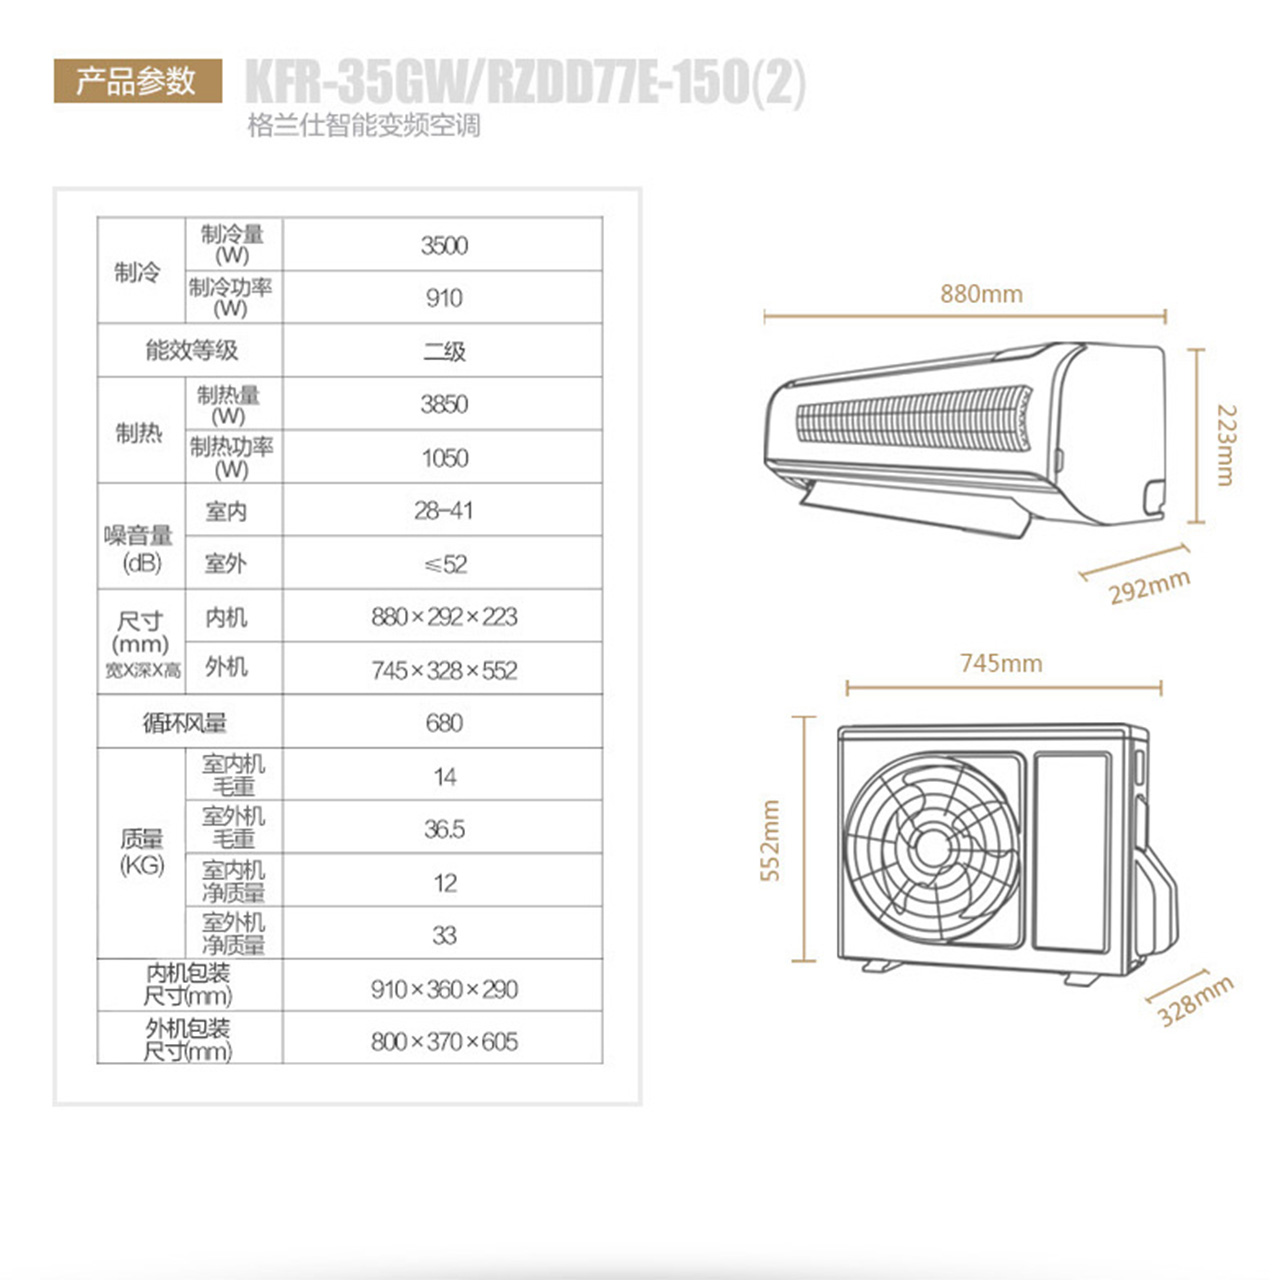 产品参数
KFR-35GW/RZDD77E-150(2)
格兰仕智能变频空调
制冷
制冷量
(W)
3500
制冷功率
(W)
910
能效等级
二级
制热
制热量
(W)
3850
制热功率
(W)
1050
噪音量
(dB)
室内
28-41
室外
≤52
尺寸
(mm)
宽X深X高
内机
880×292×223
外机
745×328×552
循环风量
680
质量
(KG)
室内机
毛重
14
室外机
毛重
36.5
室内机
净质量
12
室外机
净质量
33
内机包装
尺寸(mm)
910×360×290
外机包装
尺寸(mm)
800×370×605
880mm
223mm
292mm
745mm
552mm
328mm